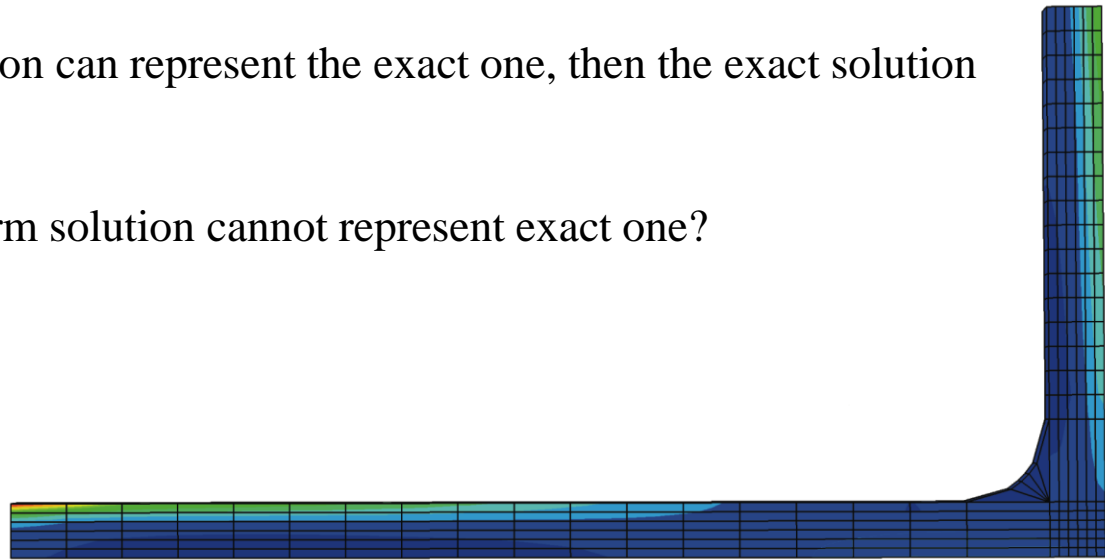 on can represent the exact one, then the exact solution
rm solution cannot represent exact one?